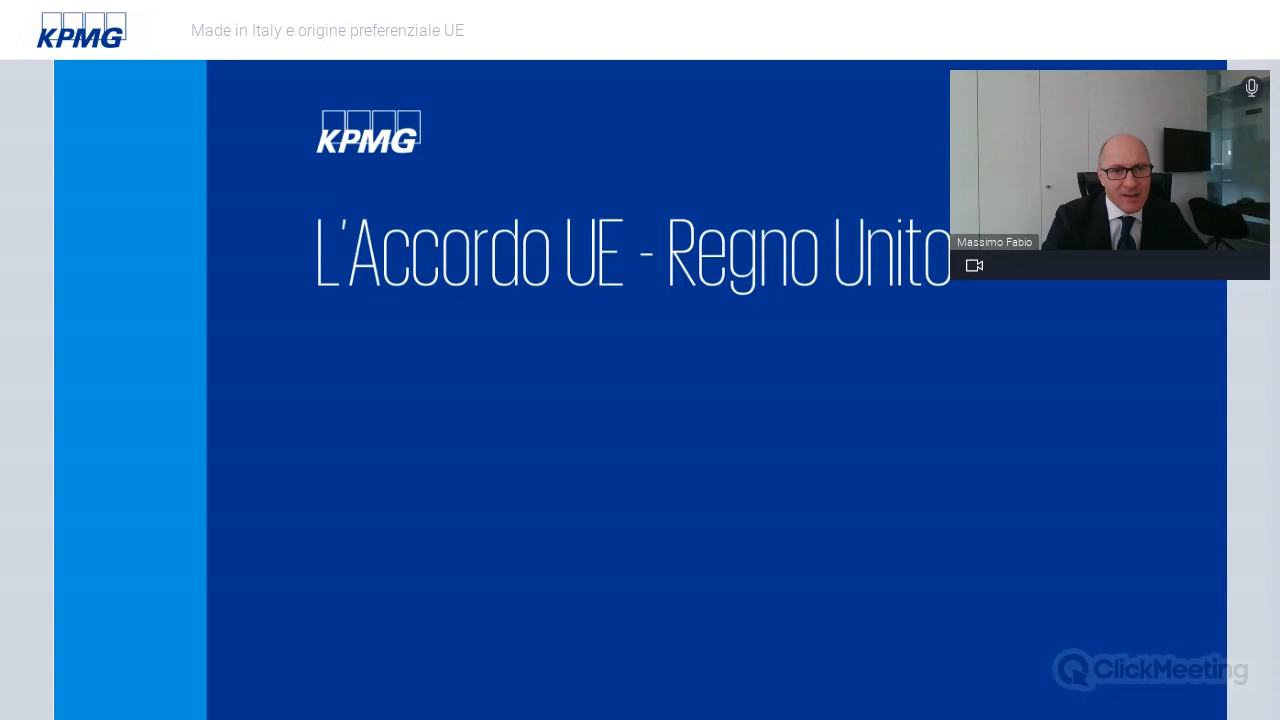 KPMG
Made in Italy e origine preferenziale UE
KPMG
L'Accordo UE - Regno Unito
Massimo Fabio
ClickMeeting